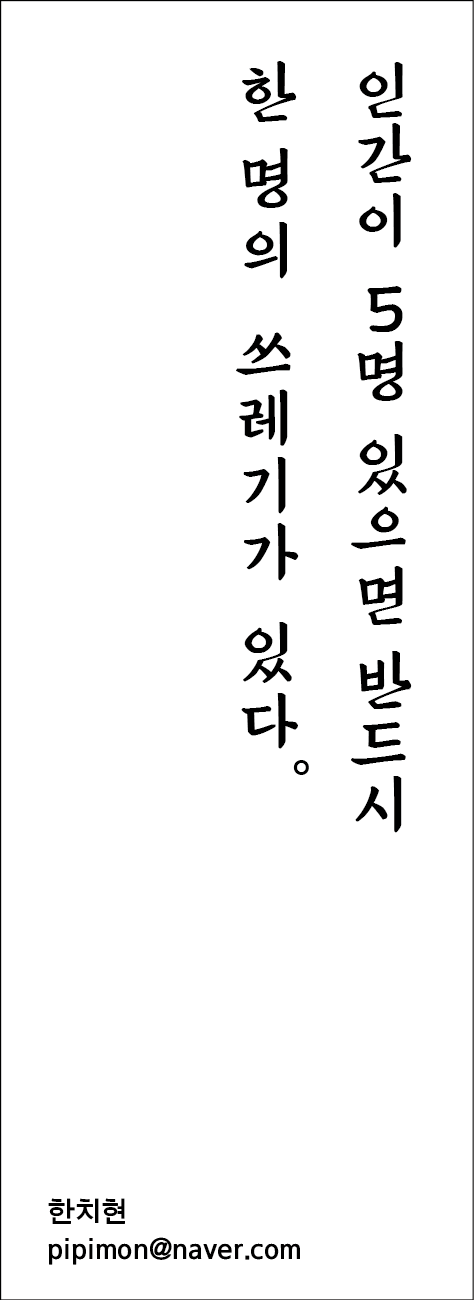 인간이 5명 있으면 반드시
한 명의 쓰레기가 있다。
한치현
pipimon@naver.com